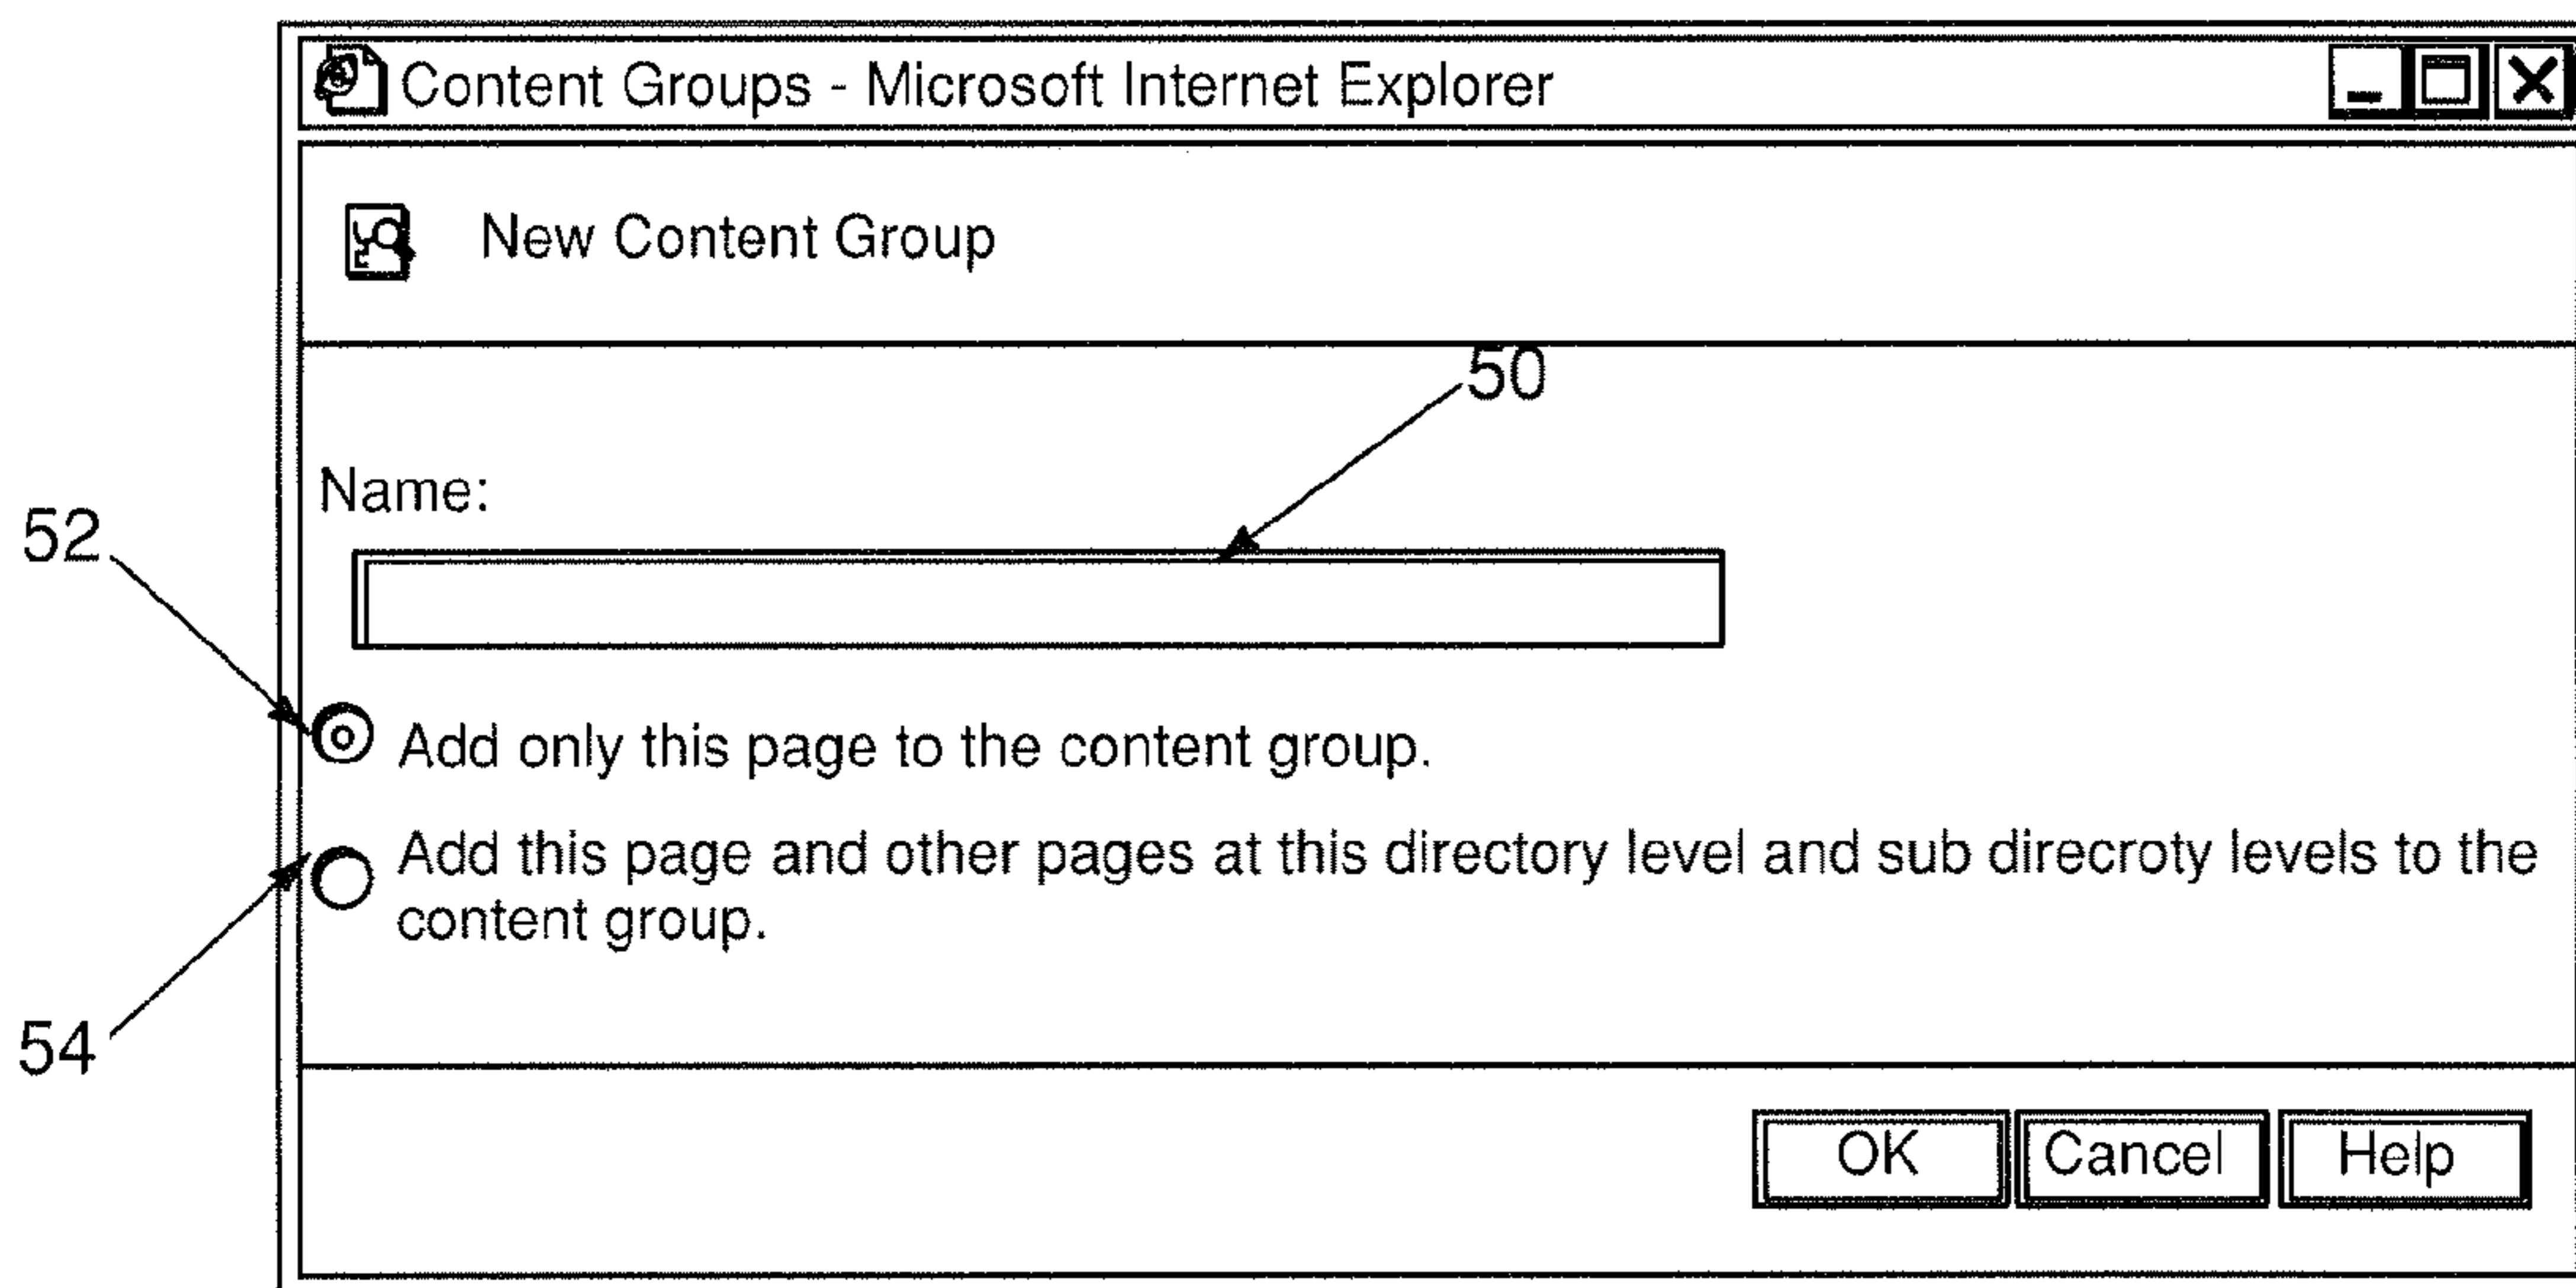 Content Groups - Microsoft Internet Explorer
New Content Group
50
Name:
52
Add only this page to the content group.
Add this page and other pages at this directory level and sub direcroty levels to the
content group.
54
OK Cancel Help